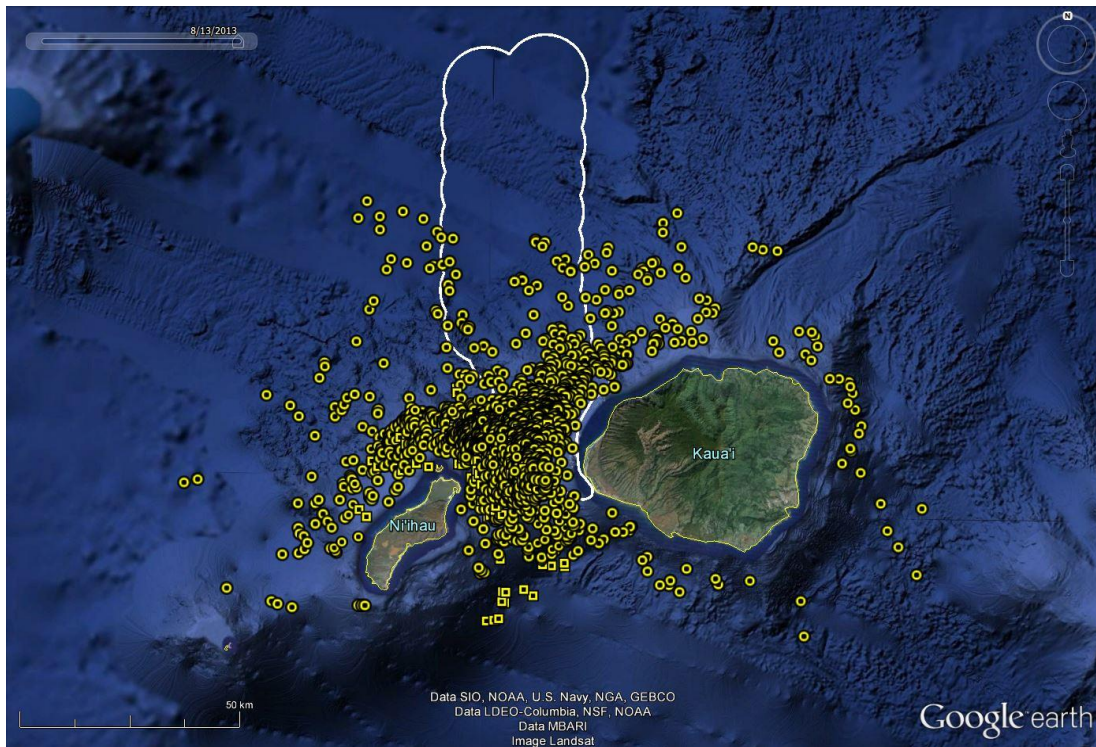 8/13/2013
N
Kaua'i
Ni'ihau
50 km
Data SIO, NOAA, U.S. Navy, NGA, GEBCO
Data LDEO-Columbia, NSF, NOAA
Data MBARI
Image Landsat
Google earth